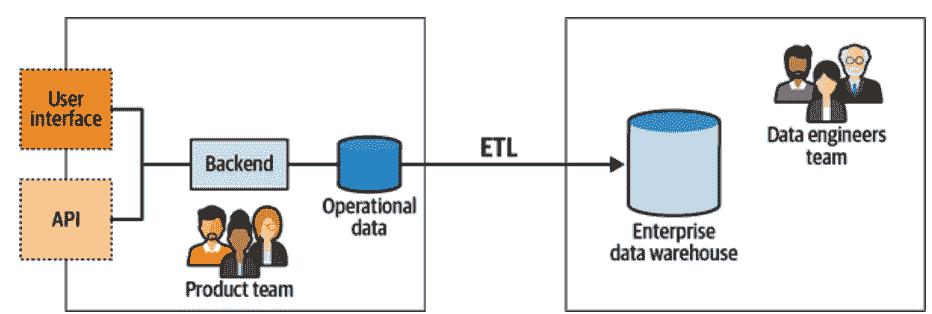 User
interface
API
Backend
Product team
Operational
data
ETL
Enterprise
data warehouse
Data engineers
team